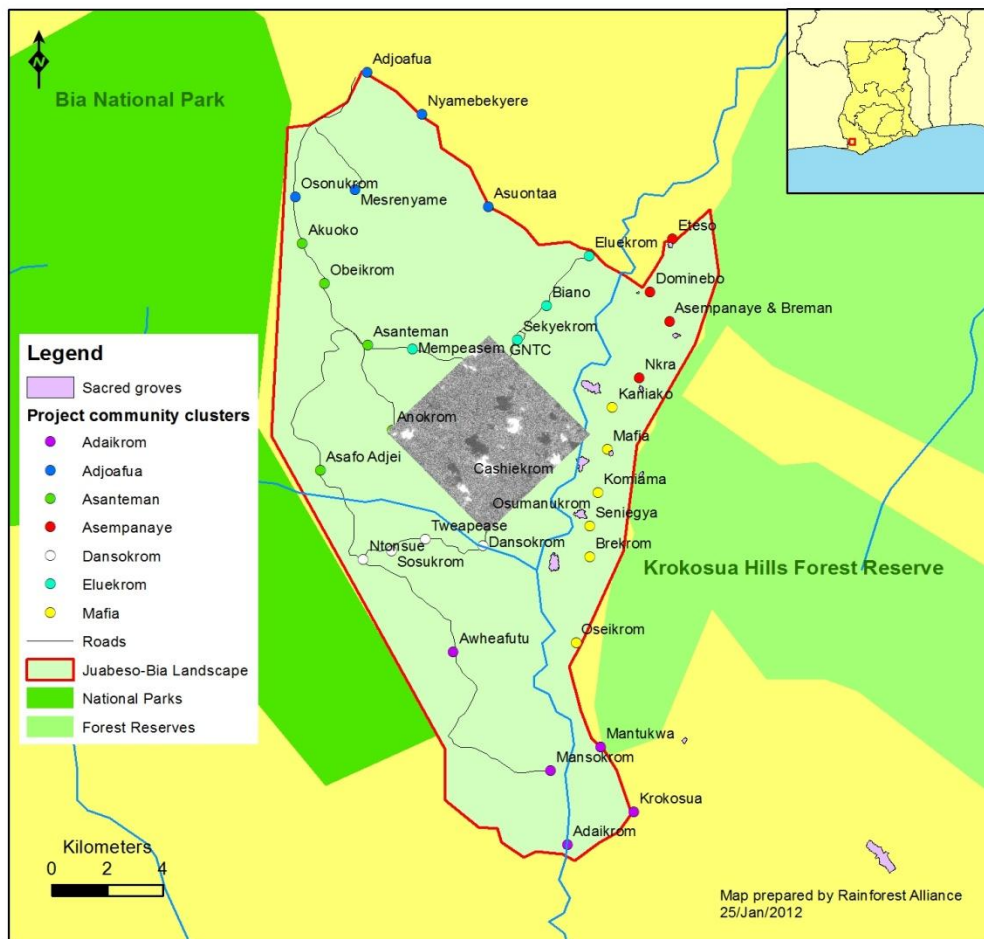 N
Bia National Park
Adjoafua
Nyamebekyere
Osonukrom
Mesrenyame
Asuontaa
Akuoko
Eluekrom
Eteso
Obeikrom
Biano
Dominebo
Asempanaye & Breman
Asanteman
Mempeasem
Sekyekrom
GNTC
Nkra
Kaniako
Anokrom
Mafia
Asafo Adjei
Cashiekrom
Komiama
Osumanukrom
Seniegya
Tweapease
Dansokrom
Brekrom
Ntonsue
Sosukrom
Krokosua Hills Forest Reserve
Awheafutu
Oseikrom
Mantukwa
Mansokrom
Krokosua
Adaikrom
Legend
Sacred groves
Project community clusters
Adaikrom
Adjoafua
Asanteman
Asempanaye
Dansokrom
Eluekrom
Mafia
Roads
Juabeso-Bia Landscape
National Parks
Forest Reserves
Kilometers
0 2 4
Map prepared by Rainforest Alliance
25/Jan/2012